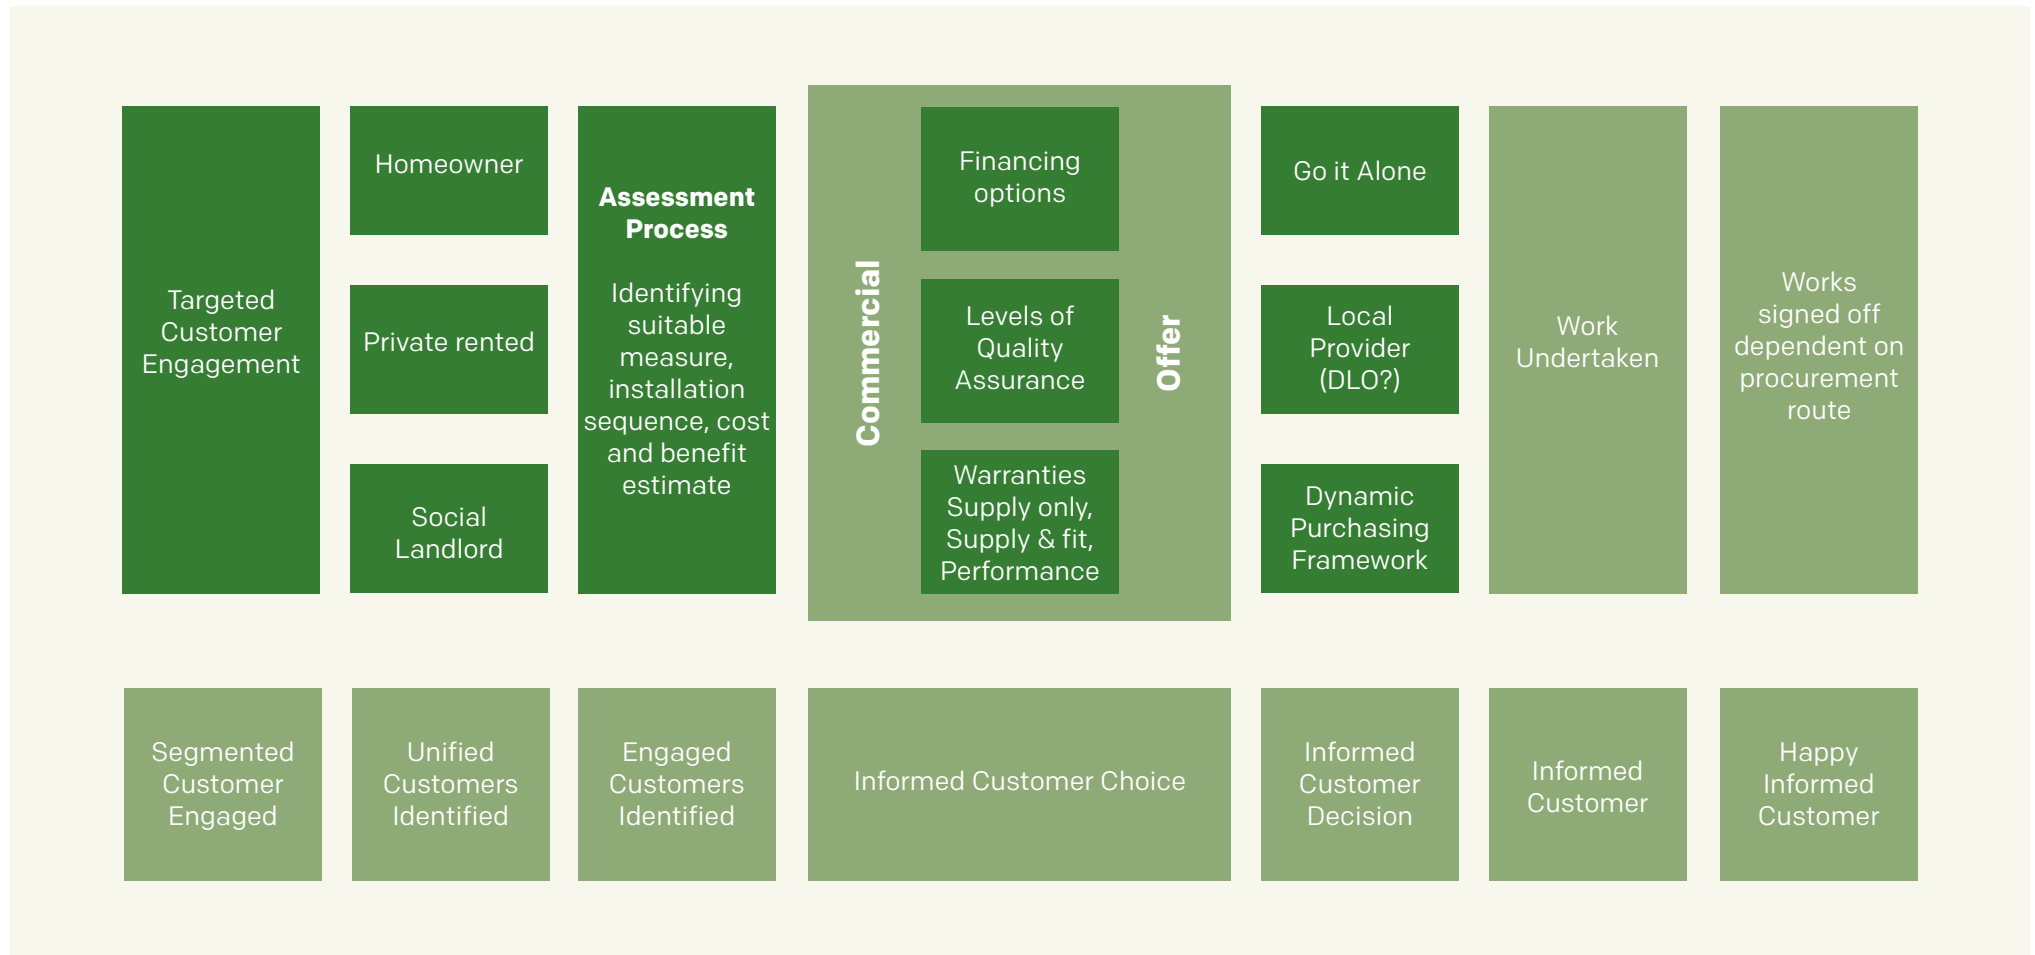 Targeted
Customer
Engagement
Homeowner
Private rented
Social
Landlord
Assessment
Process
Identifying
suitable
measure,
installation
sequence, cost
and benefit
estimate
Commercial
Financing
options
Levels of
Quality
Assurance
Warranties
Supply only,
Supply & fit,
Performance
Offer
Go it Alone
Local
Provider
(DLO?)
Dynamic
Purchasing
Framework
Work
Undertaken
Works
signed off
dependent on
procurement
route
Segmented
Customer
Engaged
Unified
Customers
Identified
Engaged
Customers
Identified
Informed Customer Choice
Informed
Customer
Decision
Informed
Customer
Happy
Informed
Customer